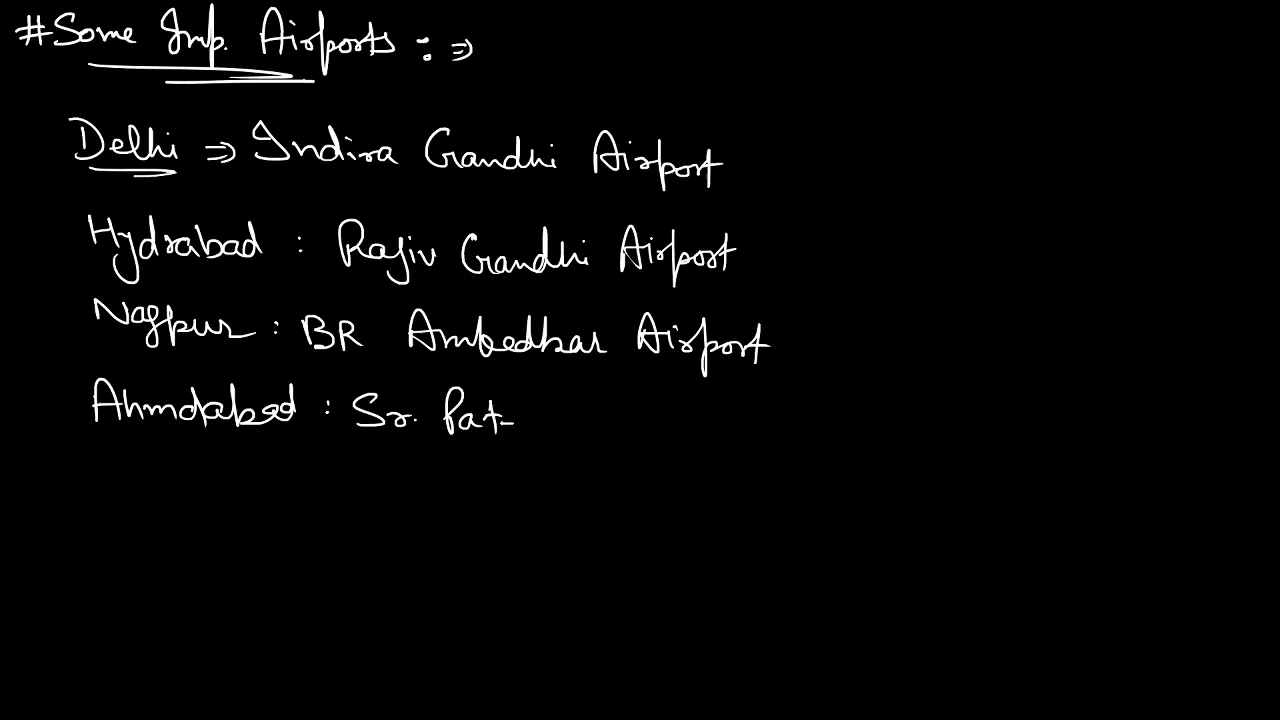 #Some Imp. Airports : ⇒
Delhi ⇒ Indira Gandhi Airport
Hydrabad : Rajiv Gandhi Airport
Nagpur : BR Ambedkar Airport
Ahmdabad : Sr. Pat